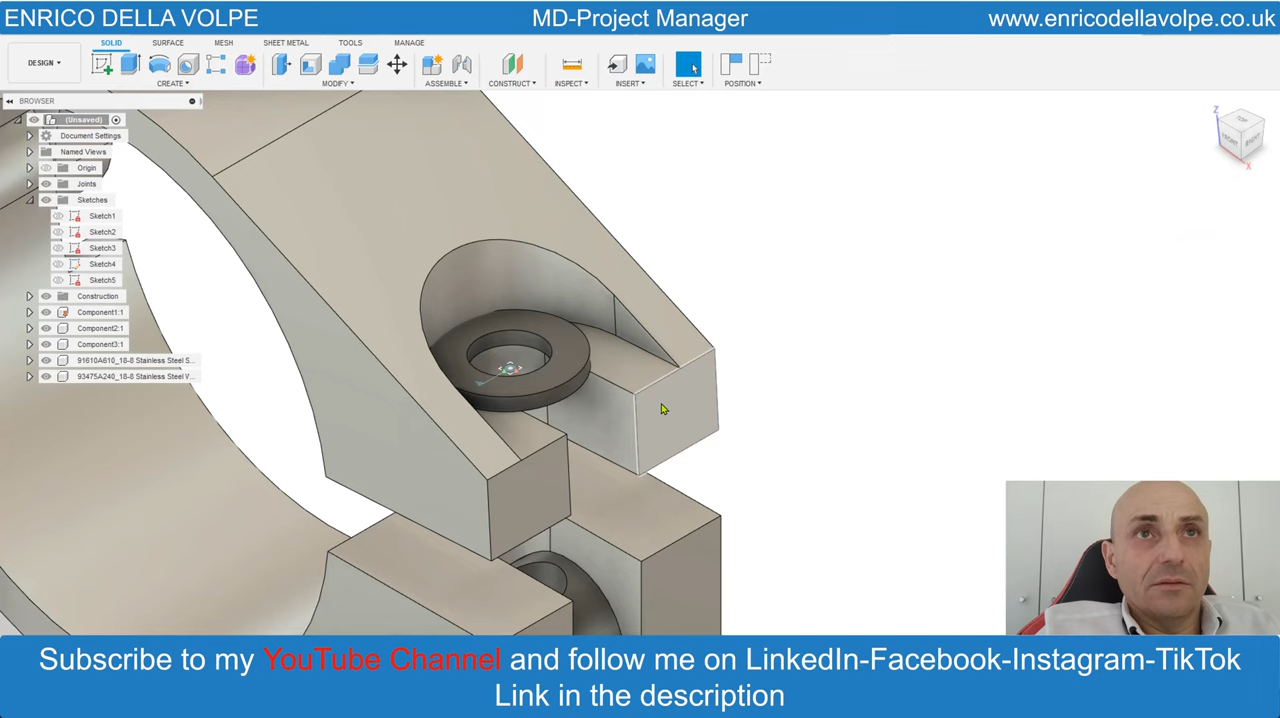 ENRICO DELLA VOLPE MD-Project Manager www.enricodellavolpe.co.uk
SOLID SURFACE MESH SHEET METAL TOOLS MANAGE
DESIGN
CREATE MODIFY ASSEMBLE CONSTRUCT INSPECT INSERT SELECT POSITION
BROWSER
(Unsaved)
Document Settings
Named Views
Origin
Joints
Sketches
Sketch1
Sketch2
Sketch3
Sketch4
Sketch5
Construction
Component1:1
Component2:1
Component3:1
91610A610_18-8 Stainless Steel S...
93475A240_18-8 Stainless Steel W...
Z
TOP
FRONT RIGHT
X
Subscribe to my YouTube Channel and follow me on LinkedIn-Facebook-Instagram-TikTok
Link in the description